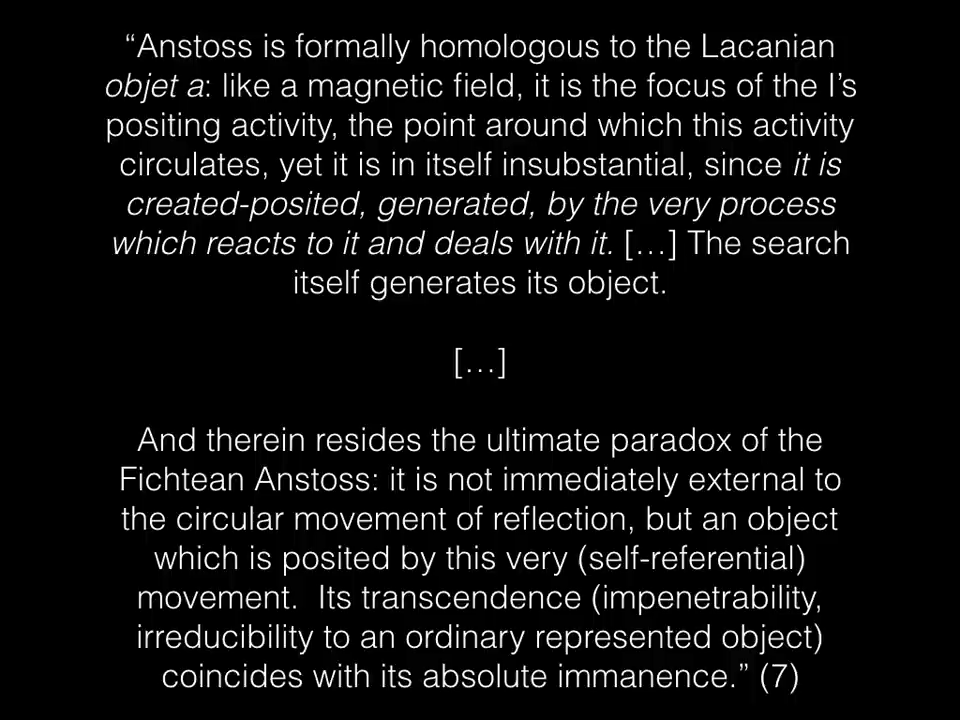 “Anstoss is formally homologous to the Lacanian
objet a: like a magnetic field, it is the focus of the I’s
positing activity, the point around which this activity
circulates, yet it is in itself insubstantial, since it is
created-posited, generated, by the very process
which reacts to it and deals with it. […] The search
itself generates its object.
[…]
And therein resides the ultimate paradox of the
Fichtean Anstoss: it is not immediately external to
the circular movement of reflection, but an object
which is posited by this very (self-referential)
movement.  Its transcendence (impenetrability,
irreducibility to an ordinary represented object)
coincides with its absolute immanence.” (7)